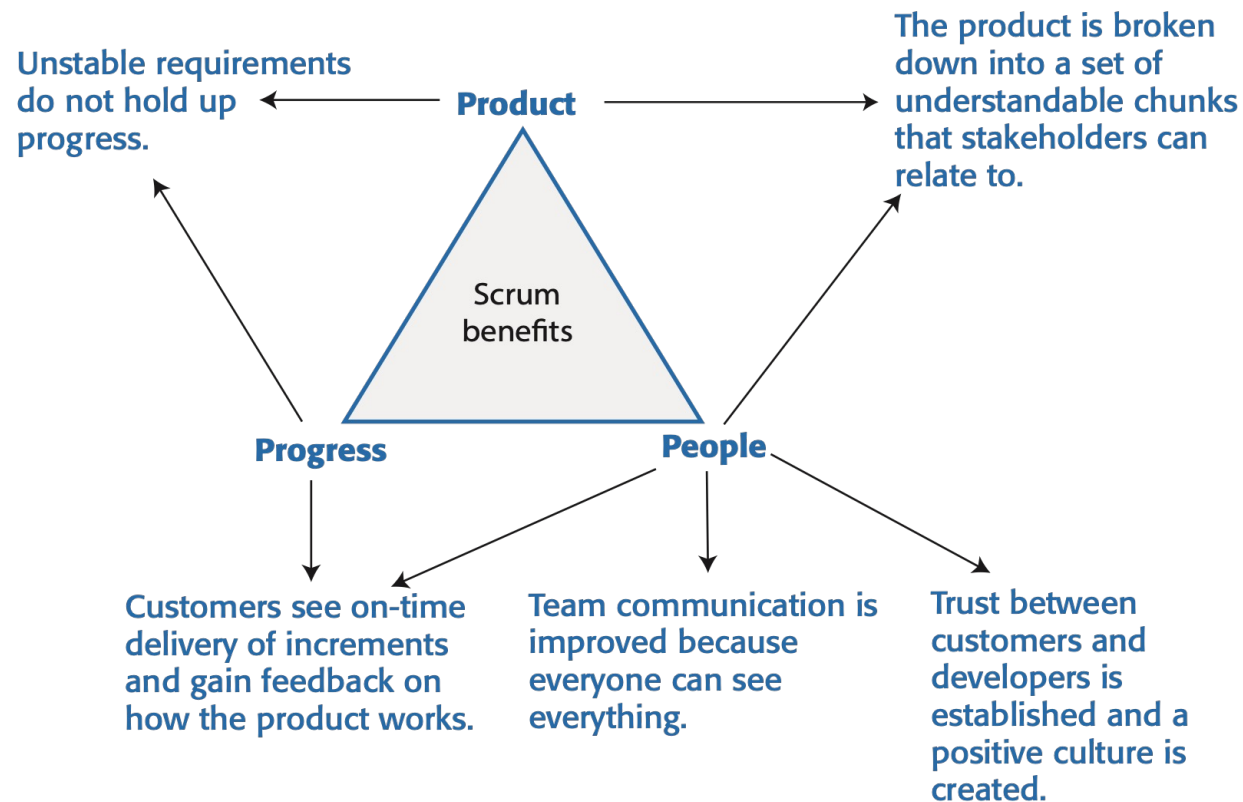 Unstable requirements
do not hold up
progress.
Product
The product is broken
down into a set of
understandable chunks
that stakeholders can
relate to.
Scrum
benefits
Progress
People
Customers see on-time
delivery of increments
and gain feedback on
how the product works.
Team communication is
improved because
everyone can see
everything.
Trust between
customers and
developers is
established and a
positive culture is
created.